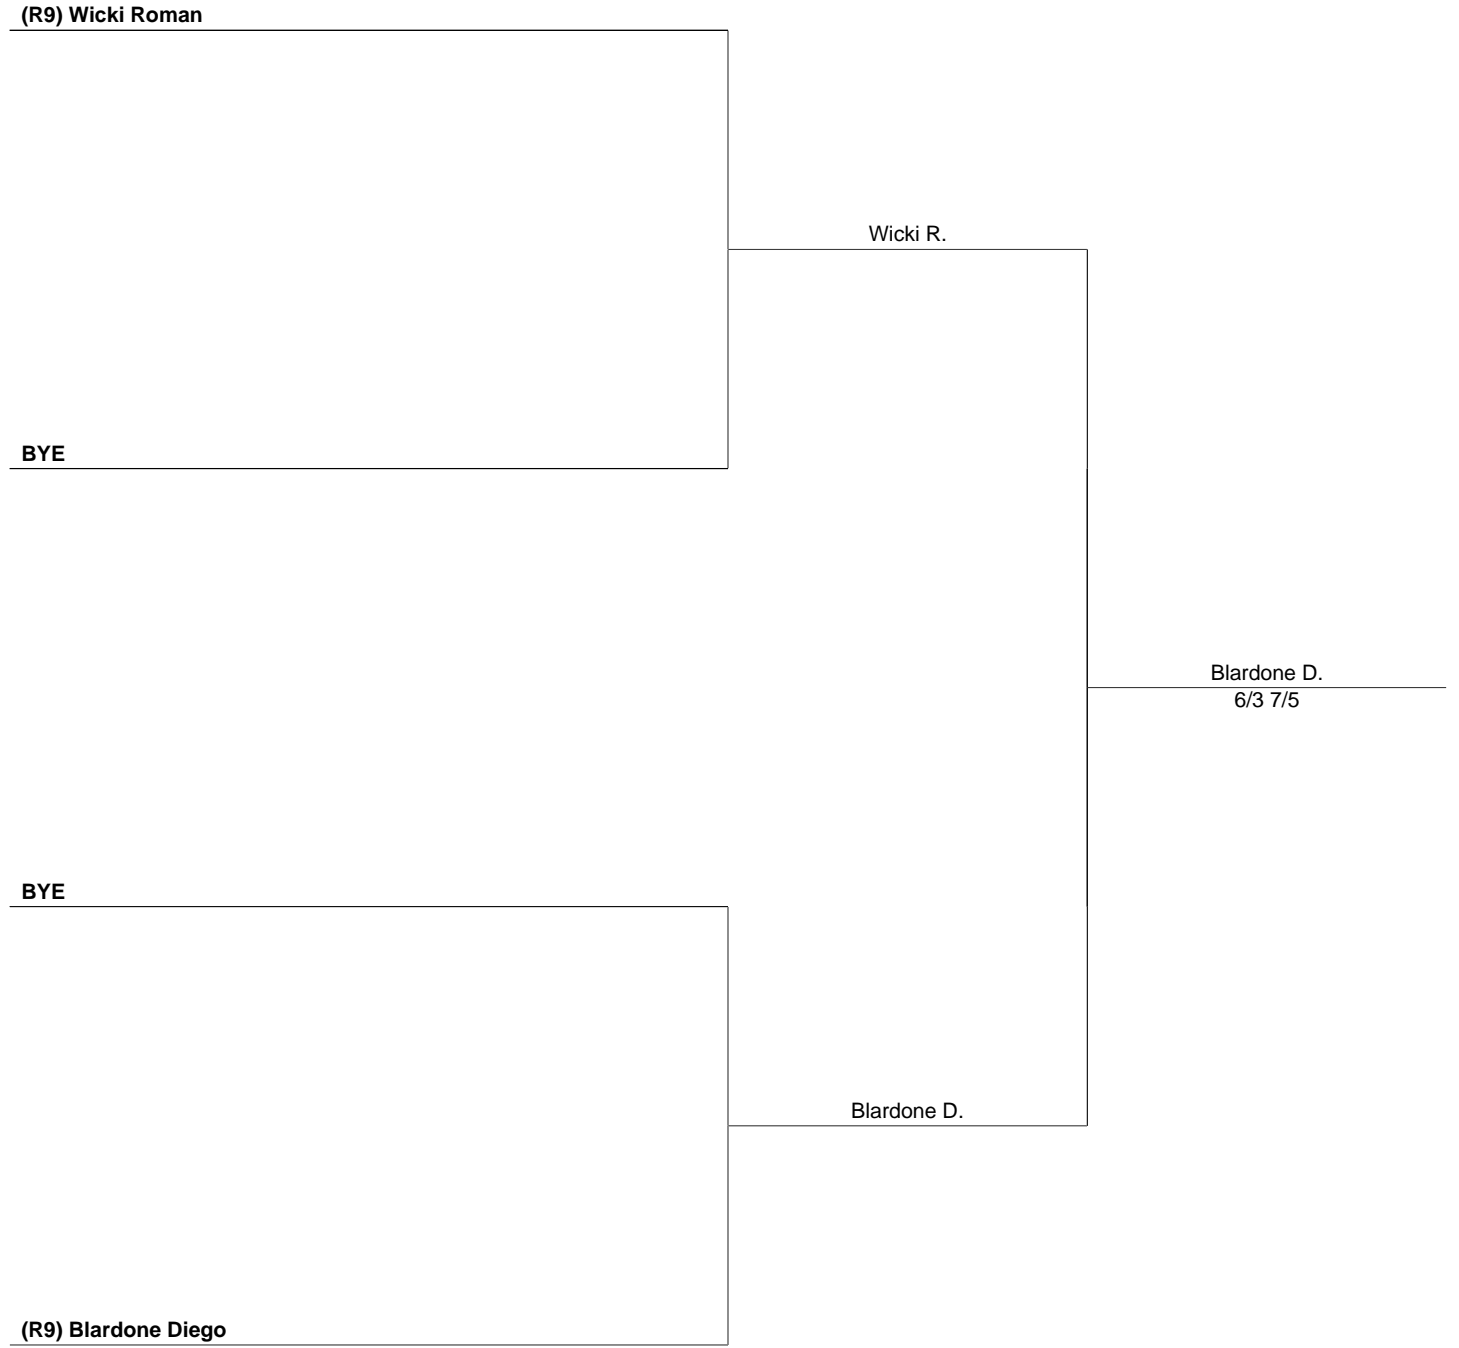 (R9) Wicki Roman
Wicki R.
BYE
Blardone D.
6/3 7/5
BYE
Blardone D.
(R9) Blardone Diego